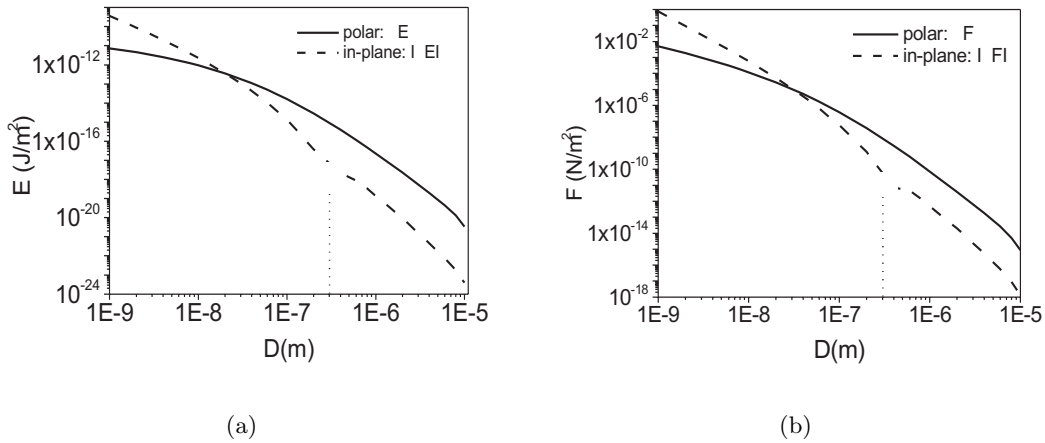 polar: E
in-plane: I EI
1x10-12
1x10-16
10-20
10-24
E (J/m2)
1E-9 1E-8 1E-7 1E-6 1E-5
D(m)
(a)
polar: F
in-plane: I FI
1x10-2
1x10-6
1x10-10
1x10-14
10-18
F (N/m2)
1E-9 1E-8 1E-7 1E-6 1E-5
D(m)
(b)